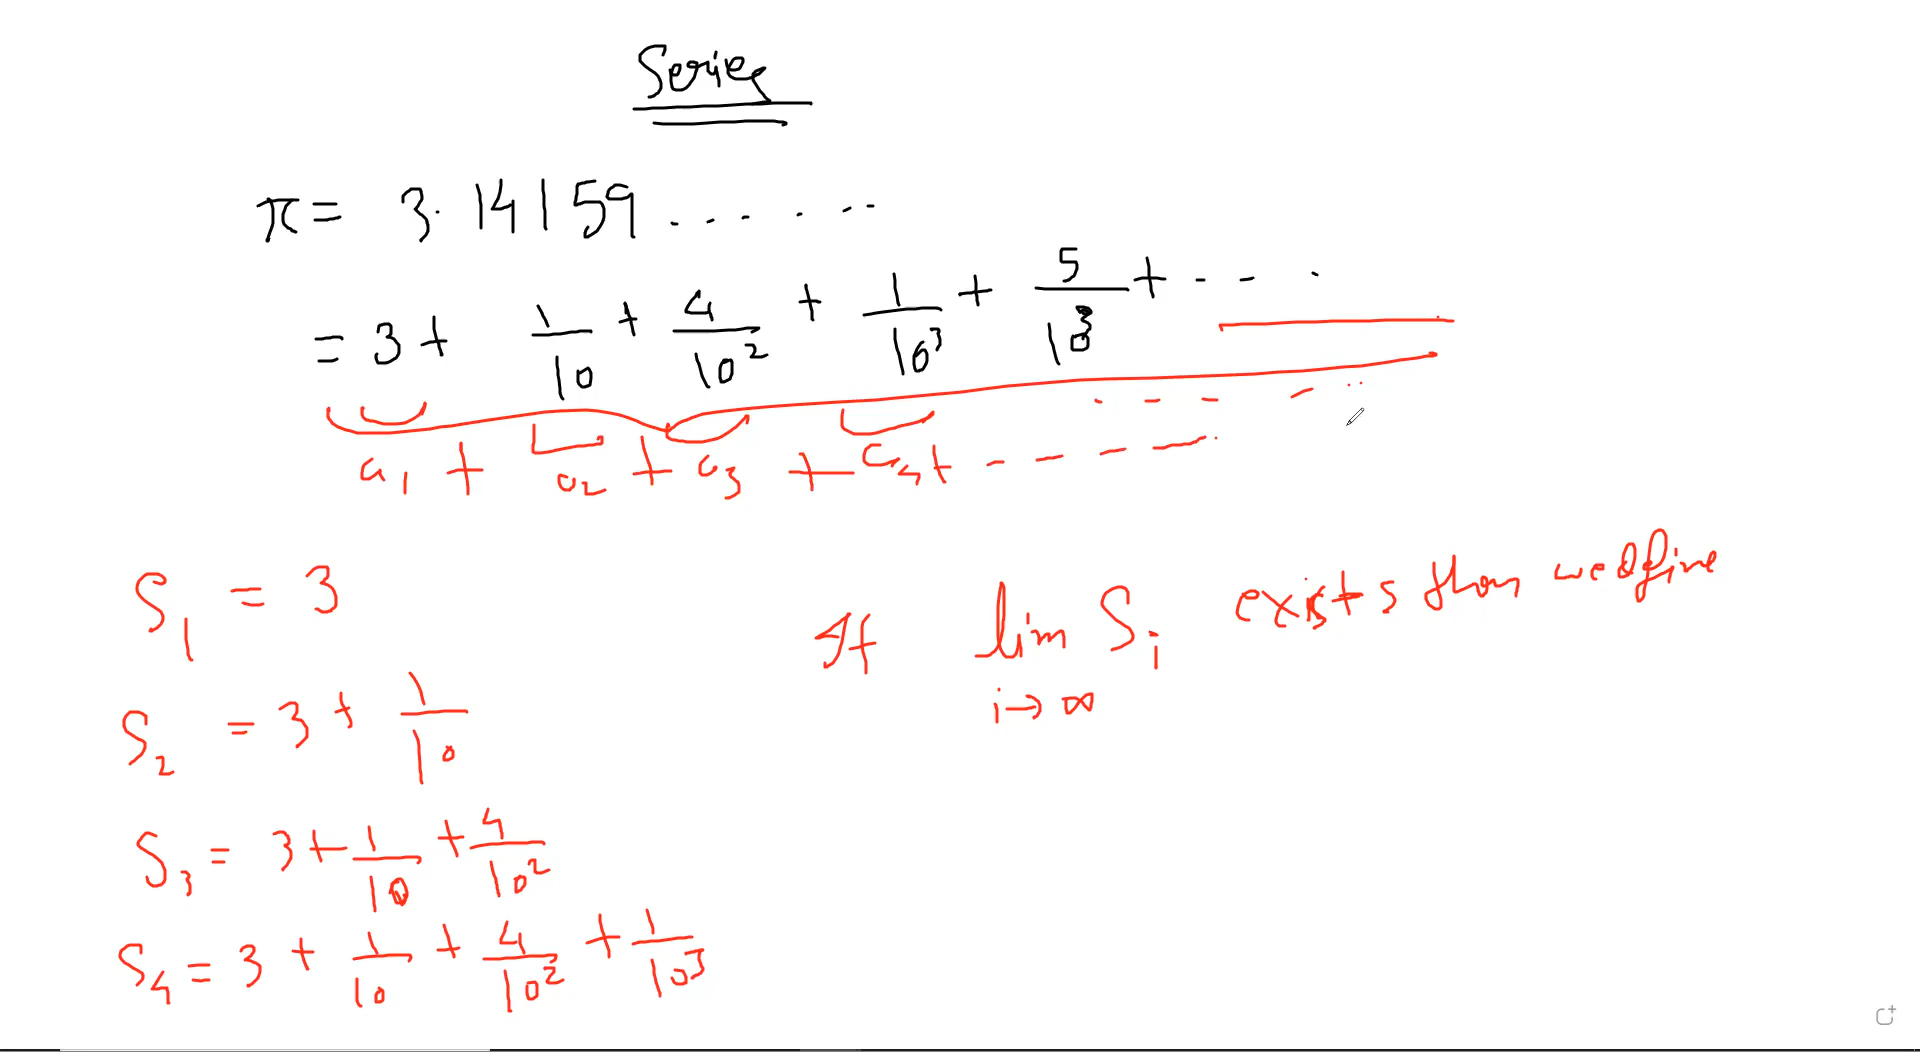 Series
π = 3.14159.......
= 3 + 1/10 + 4/10² + 1/10³ + 5/10³ + ....
a₁ + a₂ + a₃ + a₄ + ------
S₁ = 3
If lim S_i exists then we define
i→∞
S₂ = 3 + 1/10
S₃ = 3 + 1/10 + 4/10²
S₄ = 3 + 1/10 + 4/10² + 1/10³